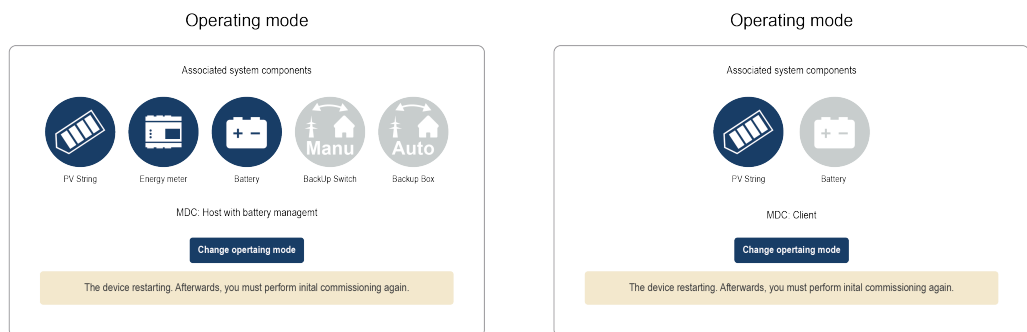 Operating mode
Associated system components
Manu
Auto
PV String
Energy meter
Battery
BackUp Switch
Backup Box
MDC: Host with battery managemt
Change opertaing mode
The device restarting. Afterwards, you must perform inital commissioning again.
Operating mode
Associated system components
PV String
Battery
MDC: Client
Change opertaing mode
The device restarting. Afterwards, you must perform inital commissioning again.